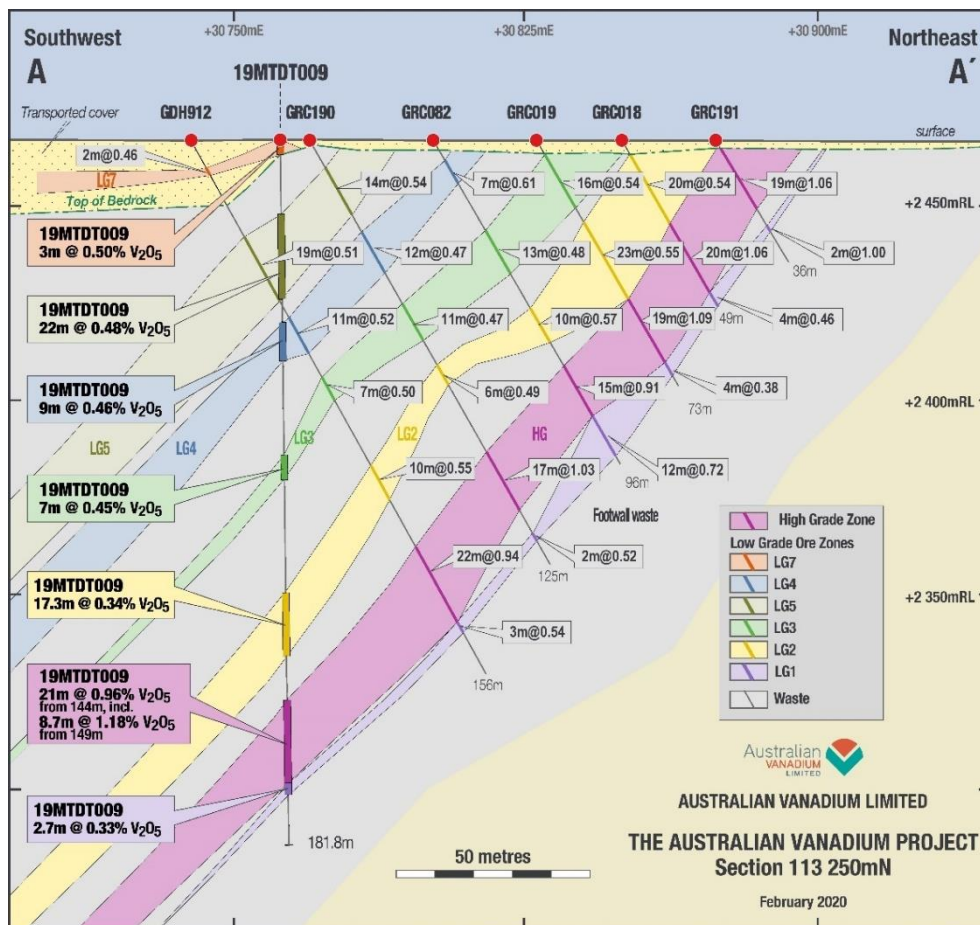 Southwest
+30 750mE
+30 825mE
+30 900mE
Northeast
A
A´
19MTDT009
Transported cover
GDH912
GRC190
GRC082
GRC019
GRC018
GRC191
surface
2m@0.46
LG7
Top of Bedrock
14m@0.54
7m@0.61
16m@0.54
20m@0.54
19m@1.06
+2 450mRL
19MTDT009
3m @ 0.50% V₂O₅
19m@0.51
12m@0.47
13m@0.48
23m@0.55
20m@1.06
2m@1.00
36m
19MTDT009
22m @ 0.48% V₂O₅
11m@0.52
11m@0.47
10m@0.57
19m@1.09
4m@0.46
49m
19MTDT009
9m @ 0.46% V₂O₅
7m@0.50
6m@0.49
15m@0.91
4m@0.38
73m
+2 400mRL
LG5
LG4
LG3
LG2
HG
19MTDT009
7m @ 0.45% V₂O₅
10m@0.55
17m@1.03
12m@0.72
96m
Footwall waste
22m@0.94
2m@0.52
125m
19MTDT009
17.3m @ 0.34% V₂O₅
3m@0.54
156m
+2 350mRL
High Grade Zone
Low Grade Ore Zones
LG7
LG4
LG5
LG3
LG2
LG1
Waste
19MTDT009
21m @ 0.96% V₂O₅
from 144m, incl.
8.7m @ 1.18% V₂O₅
from 149m
19MTDT009
2.7m @ 0.33% V₂O₅
181.8m
50 metres
Australian
VANADIUM
LIMITED
AUSTRALIAN VANADIUM LIMITED
THE AUSTRALIAN VANADIUM PROJECT
Section 113 250mN
February 2020